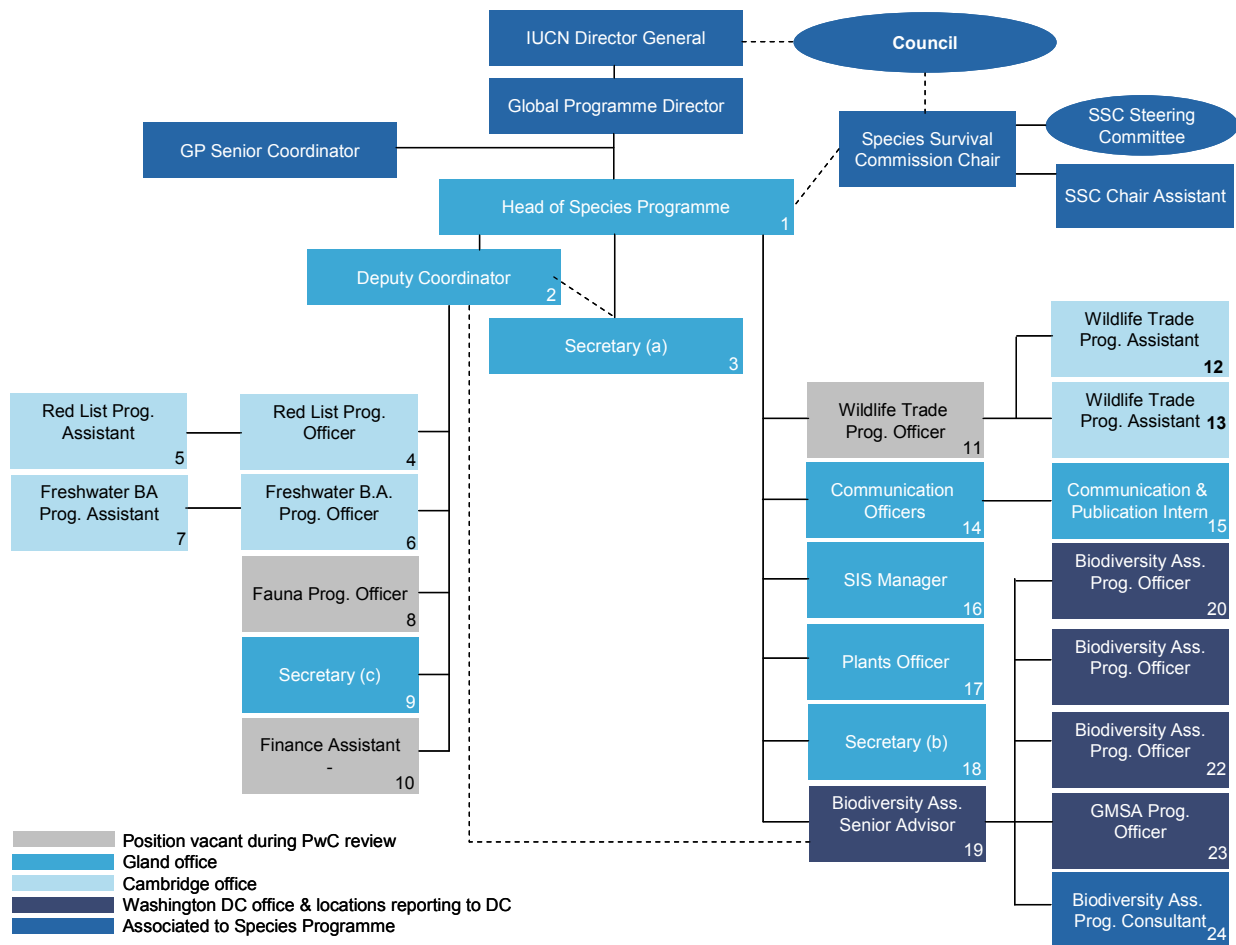 IUCN Director General
Council
Global Programme Director
GP Senior Coordinator
Species Survival
Commission Chair
SSC Steering
Committee
SSC Chair Assistant
Head of Species Programme
1
Deputy Coordinator
2
Secretary (a)
3
Red List Prog.
Assistant
5
Red List Prog.
Officer
4
Freshwater BA
Prog. Assistant
7
Freshwater B.A.
Prog. Officer
6
Fauna Prog. Officer
8
Secretary (c)
9
Finance Assistant
-
10
Wildlife Trade
Prog. Officer
11
Wildlife Trade
Prog. Assistant
12
Wildlife Trade
Prog. Assistant 13
Communication
Officers
14
Communication &
Publication Intern
15
SIS Manager
16
Plants Officer
17
Secretary (b)
18
Biodiversity Ass.
Senior Advisor
19
Biodiversity Ass.
Prog. Officer
20
Biodiversity Ass.
Prog. Officer
Biodiversity Ass.
Prog. Officer
22
GMSA Prog.
Officer
23
Biodiversity Ass.
Prog. Consultant
24
Position vacant during PwC review
Gland office
Cambridge office
Washington DC office & locations reporting to DC
Associated to Species Programme